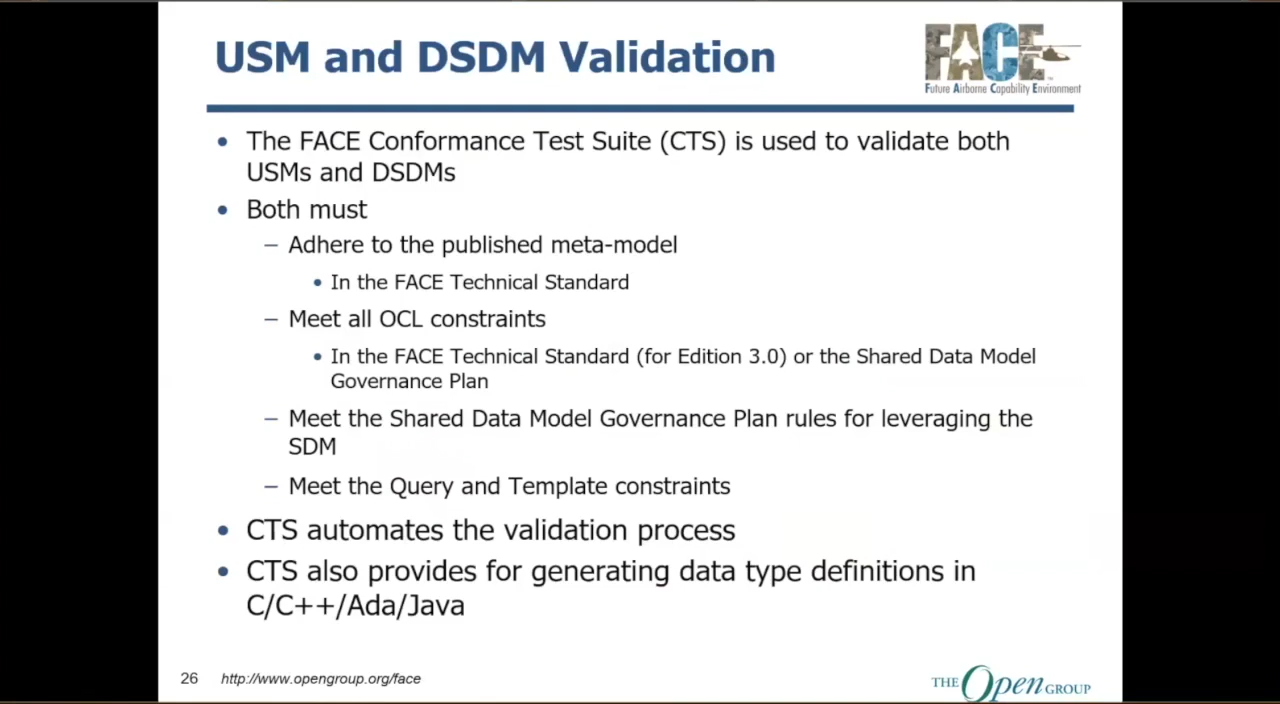 USM and DSDM Validation
FACE
Future Airborne Capability Environment
• The FACE Conformance Test Suite (CTS) is used to validate both
USMs and DSDMs
• Both must
– Adhere to the published meta-model
• In the FACE Technical Standard
– Meet all OCL constraints
• In the FACE Technical Standard (for Edition 3.0) or the Shared Data Model
Governance Plan
– Meet the Shared Data Model Governance Plan rules for leveraging the
SDM
– Meet the Query and Template constraints
• CTS automates the validation process
• CTS also provides for generating data type definitions in
C/C++/Ada/Java
26 http://www.opengroup.org/face
THE Open GROUP